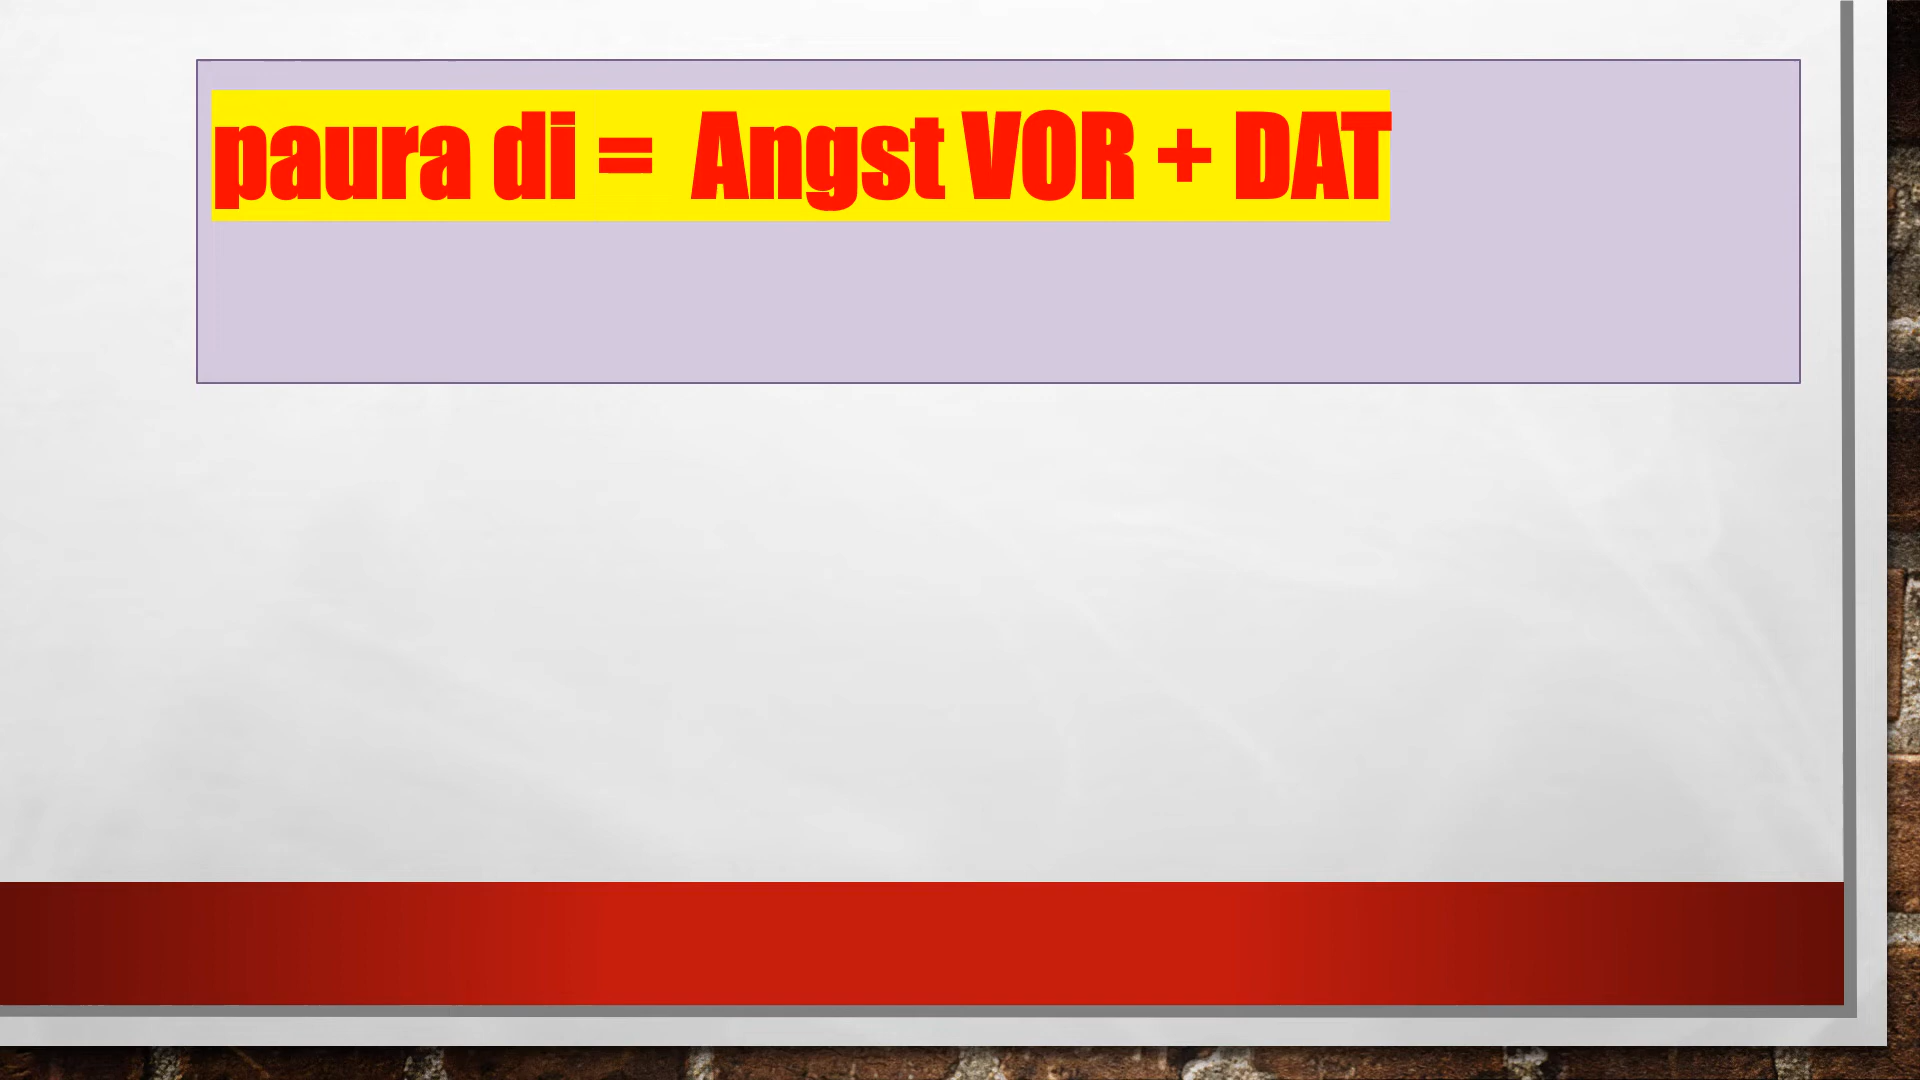 paura di = Angst VOR + DAT